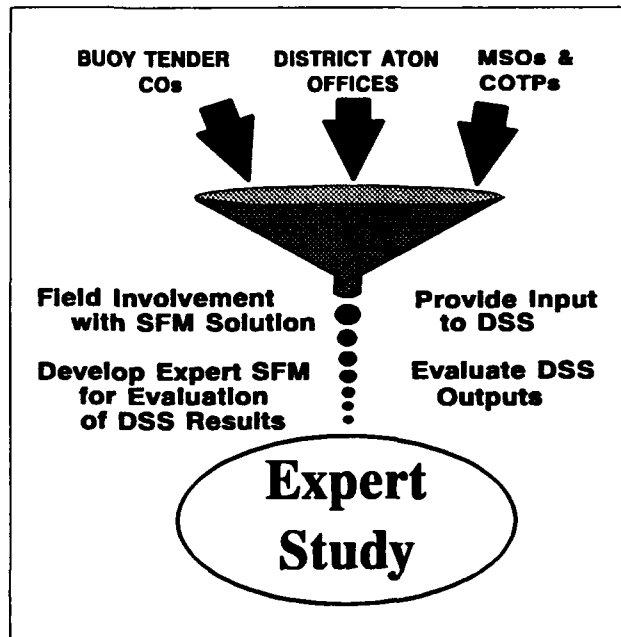 BUOY TENDER
COs
DISTRICT ATON
OFFICES
MSOs &
COTPs
Field Involvement
with SFM Solution
Provide Input
to DSS
Develop Expert SFM
for Evaluation
of DSS Results
Evaluate DSS
Outputs
Expert
Study